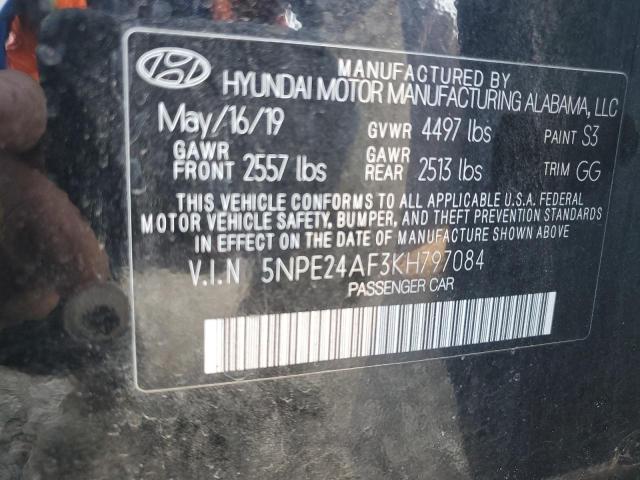 MANUFACTURED BY
HYUNDAI MOTOR MANUFACTURING ALABAMA, LLC
May/16/19 GVWR 4497 lbs PAINT S3
GAWR FRONT 2557 lbs GAWR REAR 2513 lbs TRIM GG
THIS VEHICLE CONFORMS TO ALL APPLICABLE U.S.A. FEDERAL
MOTOR VEHICLE SAFETY, BUMPER, AND THEFT PREVENTION STANDARDS
IN EFFECT ON THE DATE OF MANUFACTURE SHOWN ABOVE.
V.I.N 5NPE24AF3KH797084
PASSENGER CAR